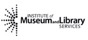 INSTITUTE of
Museum and Library
SERVICES